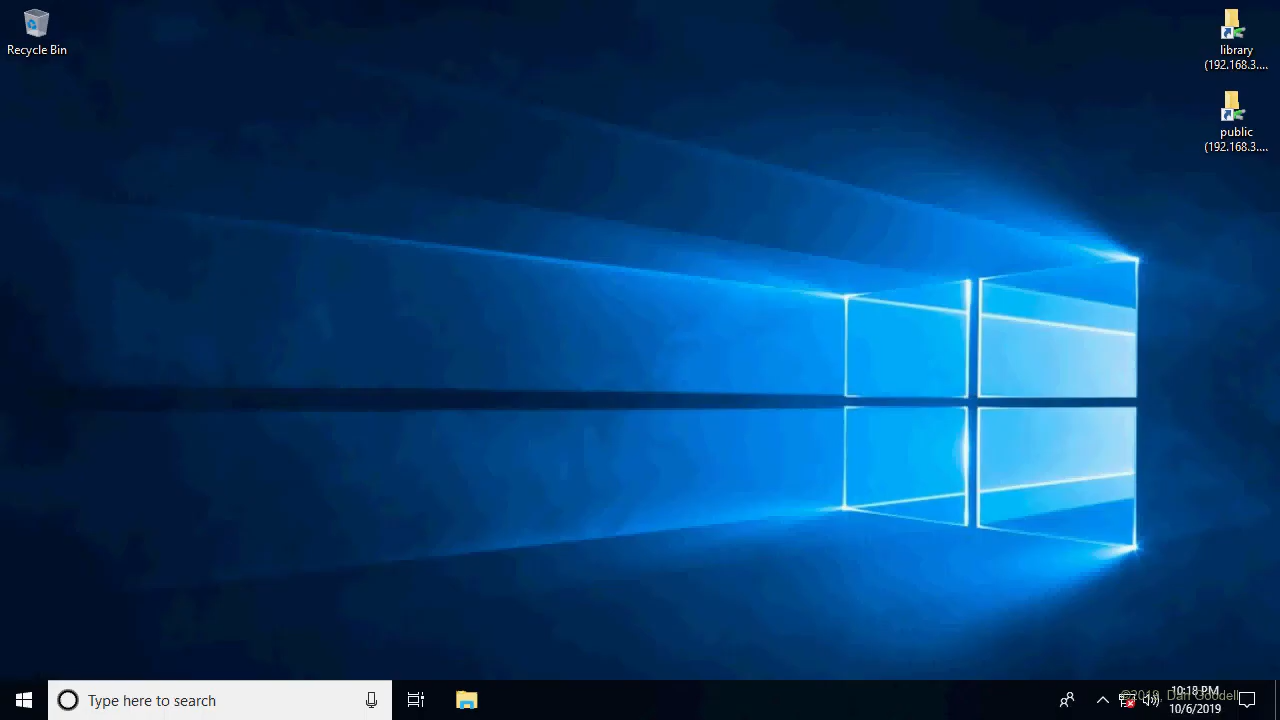 Recycle Bin
library
(192.168.3....
public
(192.168.3....
Type here to search
10:18 PM
10/6/2019
©2019, Dan Goodell